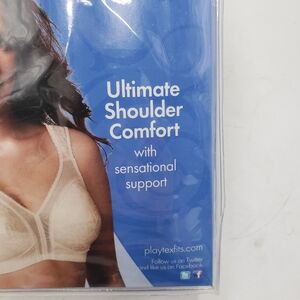 Ultimate
Shoulder
Comfort
with
sensational
support
playtexfits.com
Follow us on Twitter
and like us on Facebook